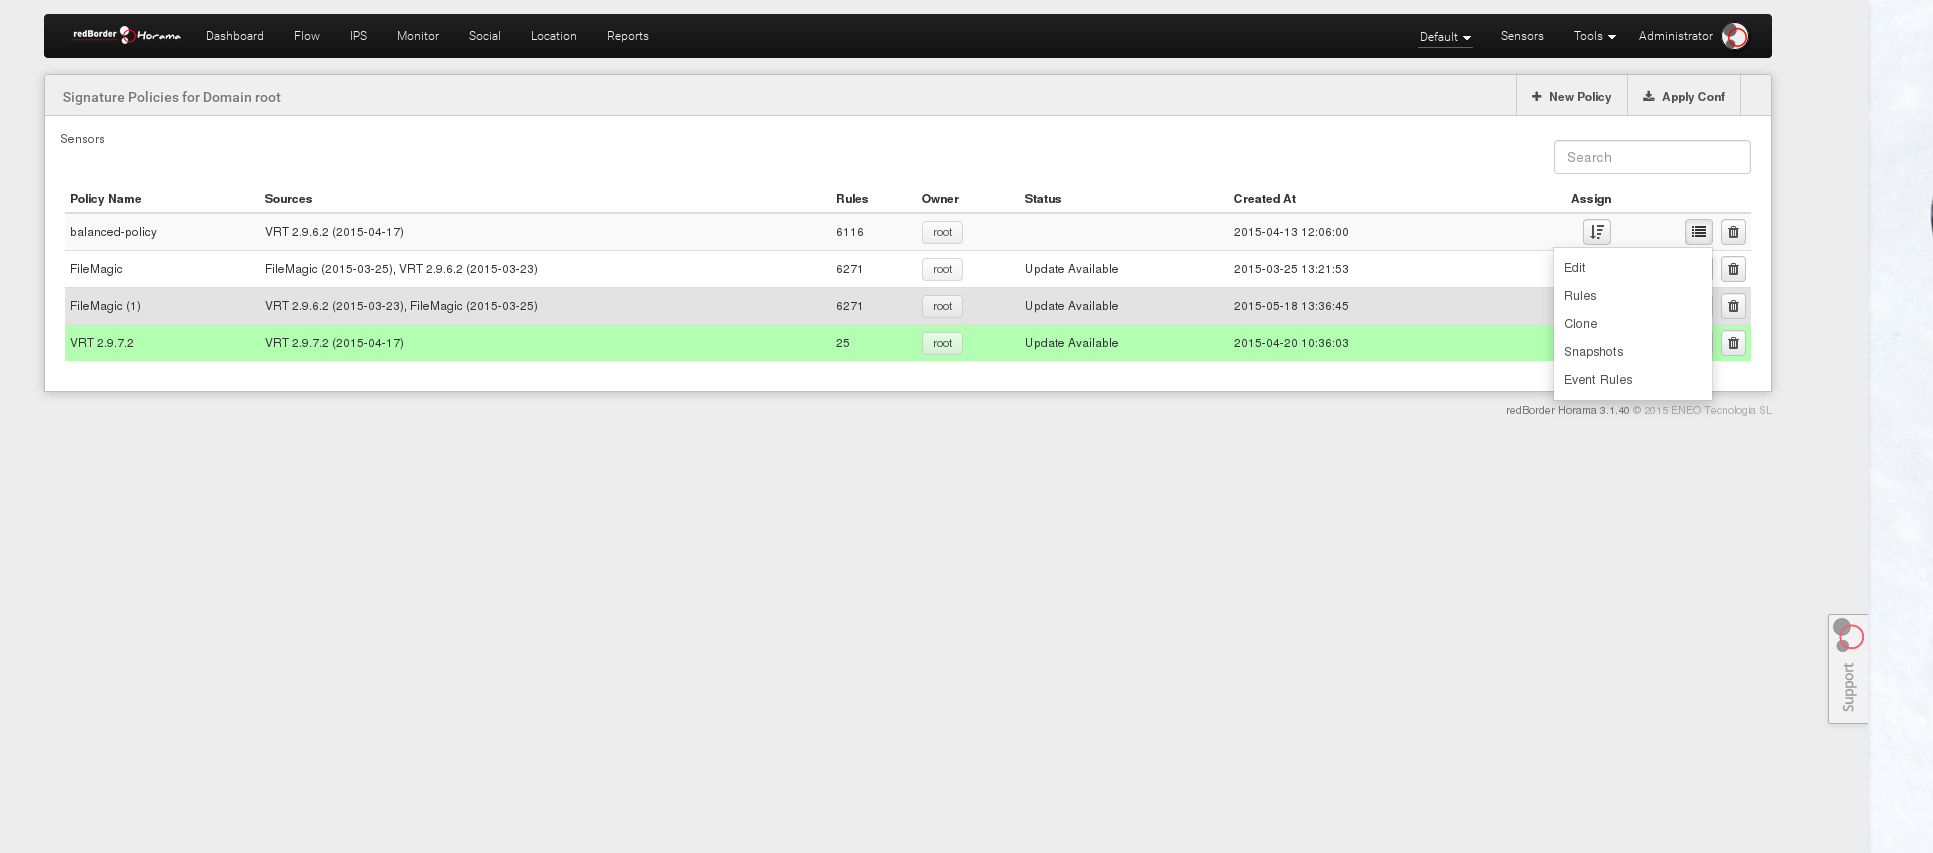 redBorder Horama Dashboard Flow IPS Monitor Social Location Reports Default Sensors Tools Administrator
Signature Policies for Domain root New Policy Apply Conf
Sensors
Search
Policy Name Sources Rules Owner Status Created At Assign
balanced-policy VRT 2.9.6.2 (2015-04-17) 6116 root 2015-04-13 12:06:00
FileMagic FileMagic (2015-03-25), VRT 2.9.6.2 (2015-03-23) 6271 root Update Available 2015-03-25 13:21:53
FileMagic (1) VRT 2.9.6.2 (2015-03-23), FileMagic (2015-03-25) 6271 root Update Available 2015-05-18 13:36:45
VRT 2.9.7.2 VRT 2.9.7.2 (2015-04-17) 25 root Update Available 2015-04-20 10:36:03
Edit
Rules
Clone
Snapshots
Event Rules
redBorder Horama 3.1.40 © 2015 ENEO Tecnologia SL
Support